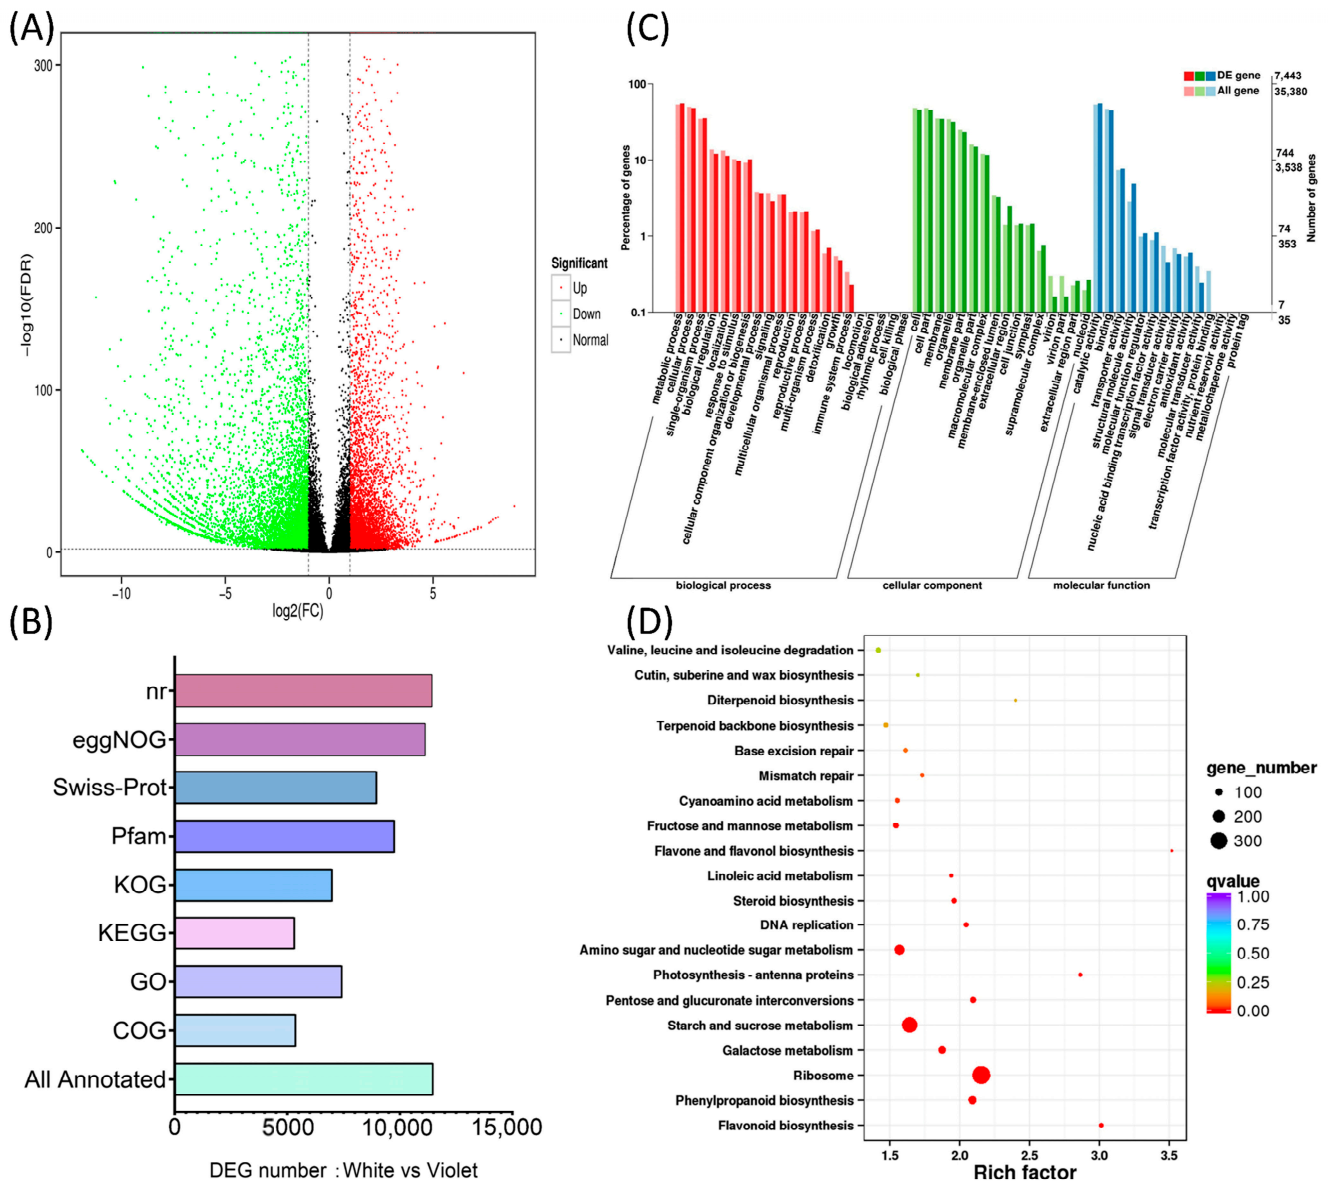 (A)
300
200
100
0
−log10(FDR)
−10
−5
0
5
log2(FC)
Significant
Up
Down
Normal
(C)
DE gene
All gene
7,443
35,380
744
3,538
74
353
7
35
Number of genes
100
10
1
0.1
Percentage of genes
metabolic process
cellular process
single-organism process
biological regulation
localization
response to stimulus
cellular component organization or biogenesis
signaling
developmental process
multicellular organismal process
reproduction
reproductive process
multi-organism process
detoxification
growth
immune system process
locomotion
biological adhesion
rhythmic process
cell killing
biological phase
cell
cell part
membrane
organelle
membrane part
organelle part
macromolecular complex
membrane-enclosed lumen
extracellular region
cell junction
symplast
supramolecular complex
virion
virion part
extracellular region part
nucleoid
catalytic activity
binding
transporter activity
structural molecule activity
molecular function regulator
nucleic acid binding transcription factor activity
signal transducer activity
electron carrier activity
antioxidant activity
molecular transducer activity
transcription factor activity, protein binding
nutrient reservoir activity
metallochaperone activity
protein tag
biological process
cellular component
molecular function
(B)
nr
eggNOG
Swiss-Prot
Pfam
KOG
KEGG
GO
COG
All Annotated
0
5000
10,000
15,000
DEG number : White vs Violet
(D)
Valine, leucine and isoleucine degradation
Cutin, suberine and wax biosynthesis
Diterpenoid biosynthesis
Terpenoid backbone biosynthesis
Base excision repair
Mismatch repair
Cyanoamino acid metabolism
Fructose and mannose metabolism
Flavone and flavonol biosynthesis
Linoleic acid metabolism
Steroid biosynthesis
DNA replication
Amino sugar and nucleotide sugar metabolism
Photosynthesis - antenna proteins
Pentose and glucuronate interconversions
Starch and sucrose metabolism
Galactose metabolism
Ribosome
Phenylpropanoid biosynthesis
Flavonoid biosynthesis
1.5
2.0
2.5
3.0
3.5
Rich factor
gene_number
100
200
300
qvalue
1.00
0.75
0.50
0.25
0.00